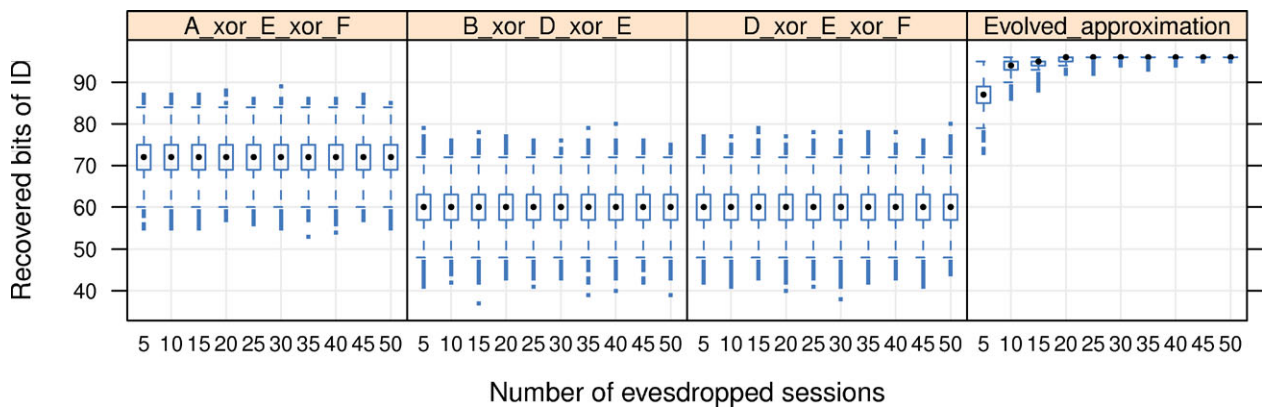 A_xor_E_xor_F B_xor_D_xor_E D_xor_E_xor_F Evolved_approximation
Recovered bits of ID
90
80
70
60
50
40
5 10 15 20 25 30 35 40 45 50 5 10 15 20 25 30 35 40 45 50 5 10 15 20 25 30 35 40 45 50 5 10 15 20 25 30 35 40 45 50
Number of evesdropped sessions